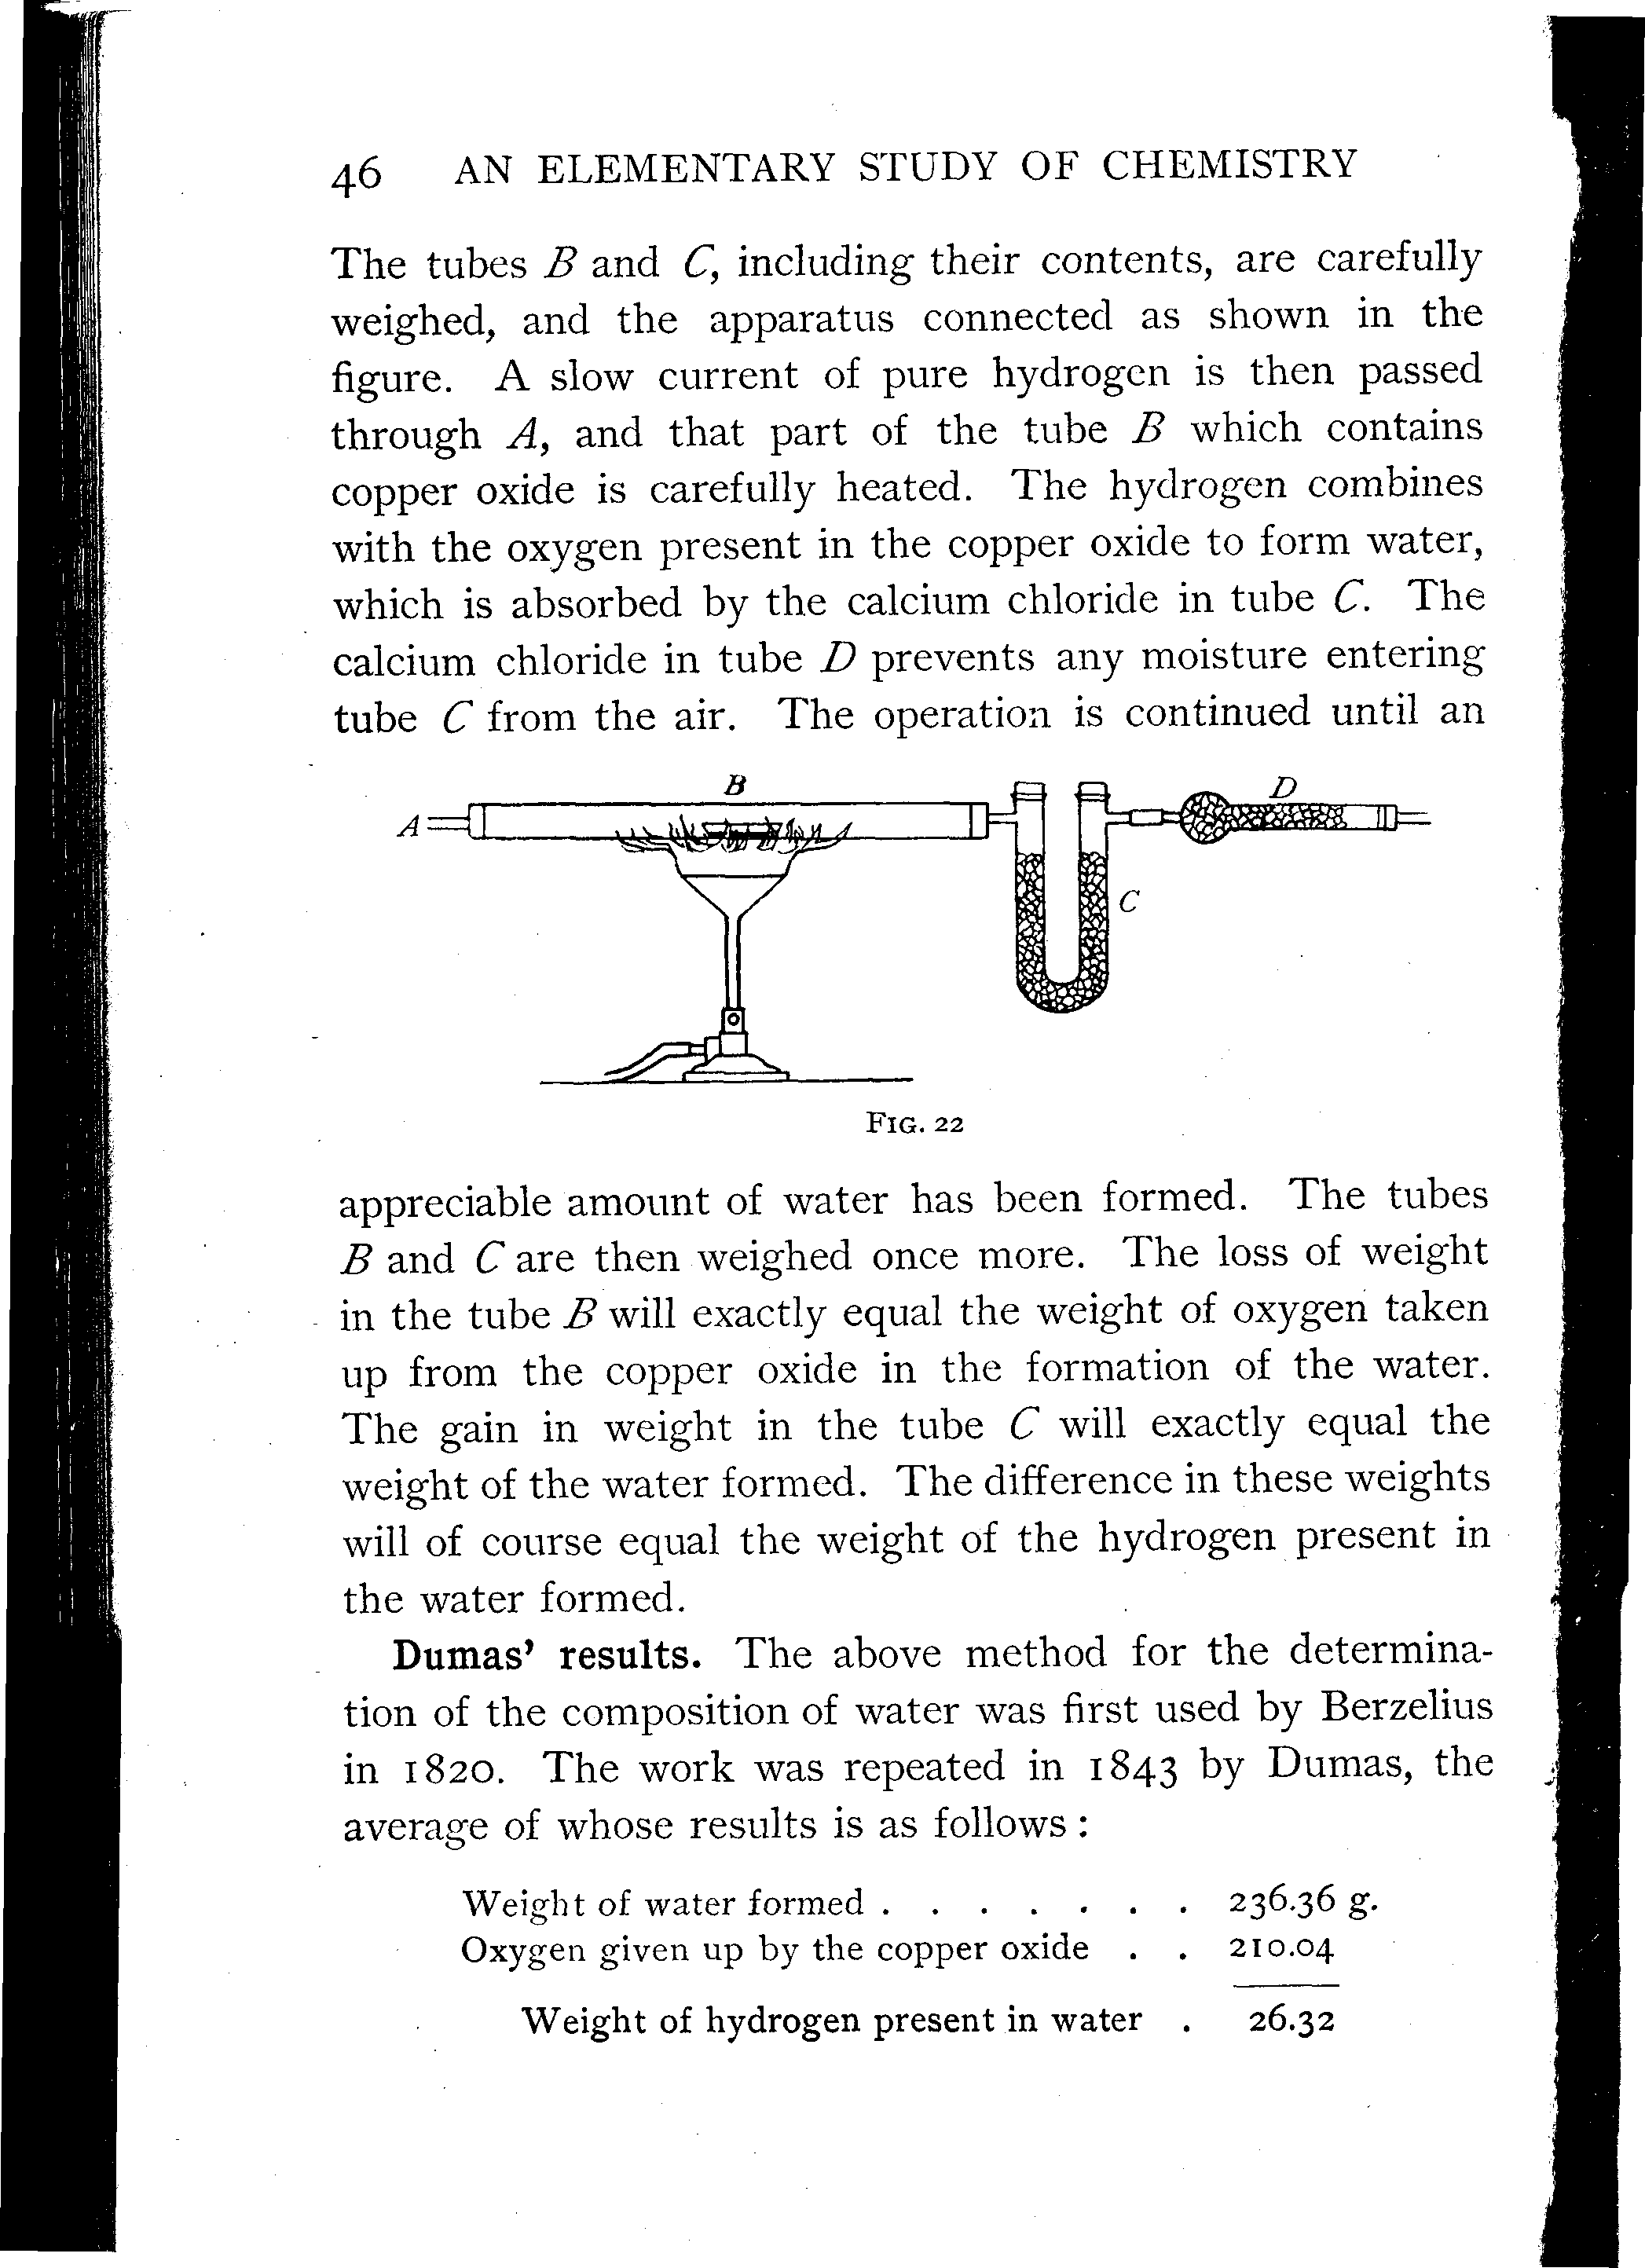 46 AN ELEMENTARY STUDY OF CHEMISTRY
The tubes B and C, including their contents, are carefully
weighed, and the apparatus connected as shown in the
figure. A slow current of pure hydrogen is then passed
through A, and that part of the tube B which contains
copper oxide is carefully heated. The hydrogen combines
with the oxygen present in the copper oxide to form water,
which is absorbed by the calcium chloride in tube C. The
calcium chloride in tube D prevents any moisture entering
tube C from the air. The operation is continued until an
B
D
A
C
FIG. 22
appreciable amount of water has been formed. The tubes
B and C are then weighed once more. The loss of weight
in the tube B will exactly equal the weight of oxygen taken
up from the copper oxide in the formation of the water.
The gain in weight in the tube C will exactly equal the
weight of the water formed. The difference in these weights
will of course equal the weight of the hydrogen present in
the water formed.
Dumas' results. The above method for the determina-
tion of the composition of water was first used by Berzelius
in 1820. The work was repeated in 1843 by Dumas, the
average of whose results is as follows:
Weight of water formed . . . . . . . 236.36 g.
Oxygen given up by the copper oxide . . 210.04
Weight of hydrogen present in water . 26.32